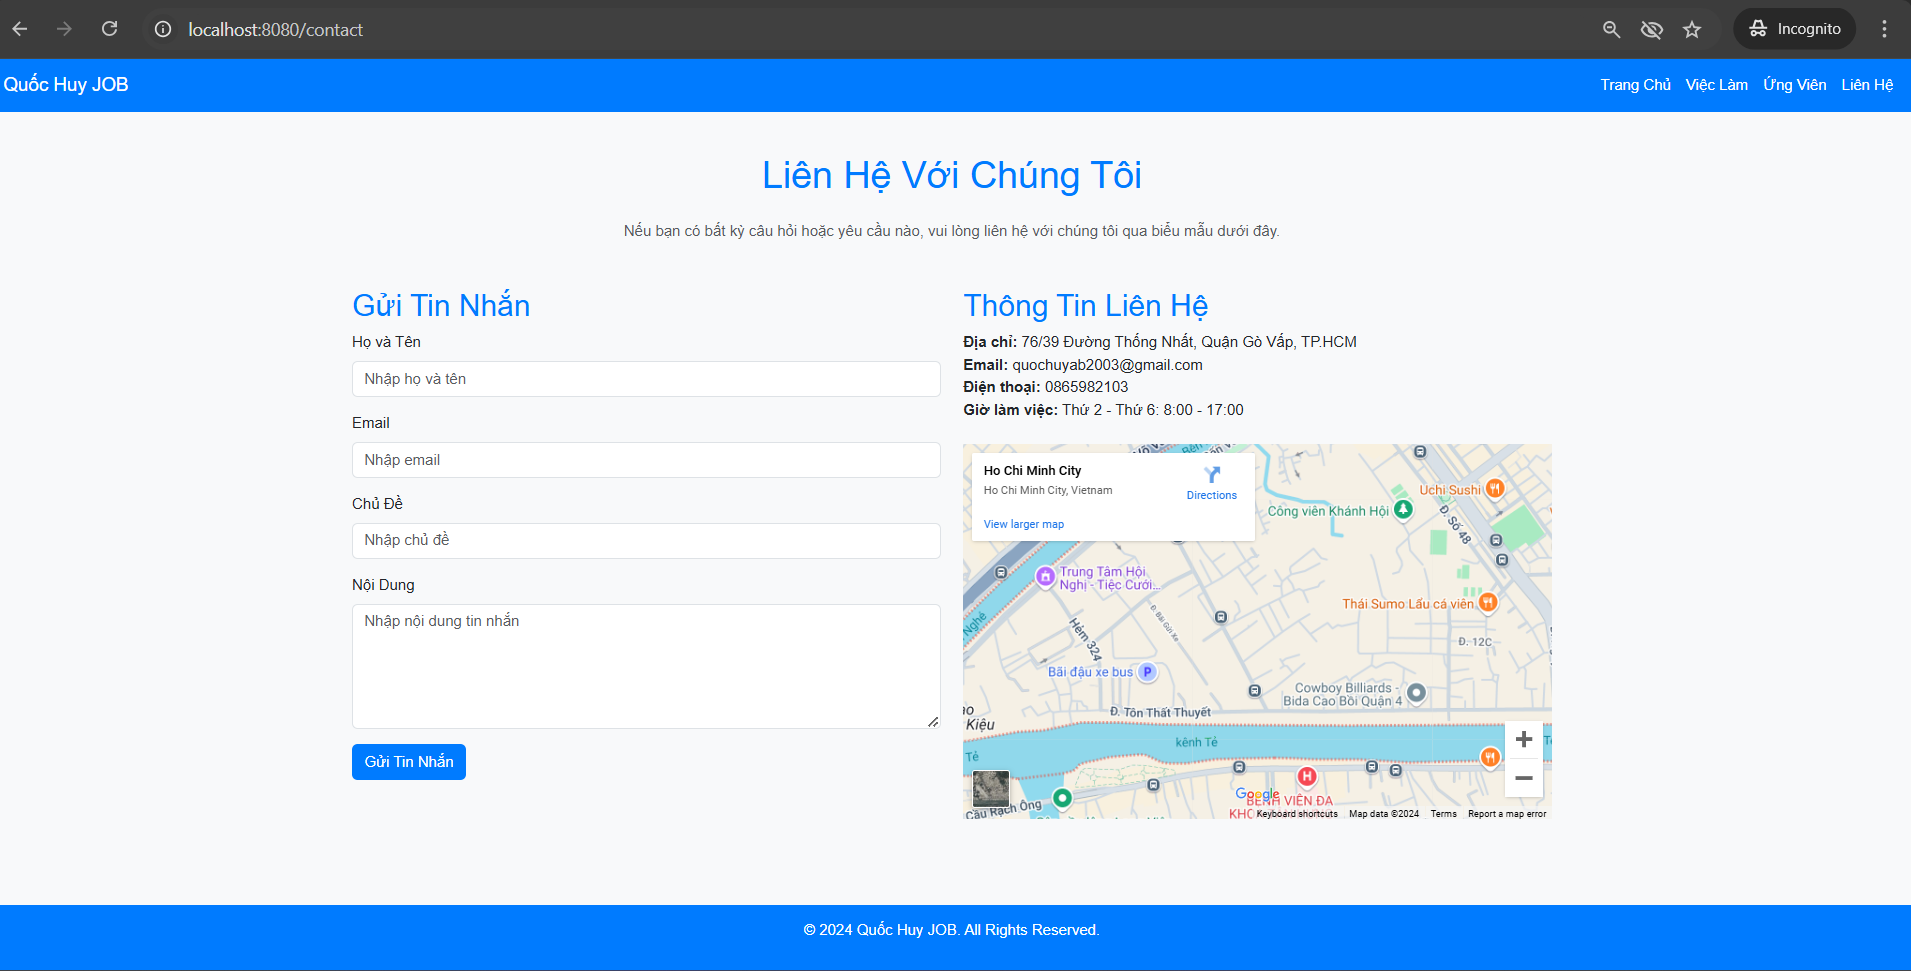 localhost:8080/contact
Incognito
Quốc Huy JOB
Trang Chủ Việc Làm Ứng Viên Liên Hệ
Liên Hệ Với Chúng Tôi
Nếu bạn có bất kỳ câu hỏi hoặc yêu cầu nào, vui lòng liên hệ với chúng tôi qua biểu mẫu dưới đây.
Gửi Tin Nhắn
Họ và Tên
Nhập họ và tên
Email
Nhập email
Chủ Đề
Nhập chủ đề
Nội Dung
Nhập nội dung tin nhắn
Gửi Tin Nhắn
Thông Tin Liên Hệ
Địa chỉ: 76/39 Đường Thống Nhất, Quận Gò Vấp, TP.HCM
Email: quochuyab2003@gmail.com
Điện thoại: 0865982103
Giờ làm việc: Thứ 2 - Thứ 6: 8:00 - 17:00
Ho Chi Minh City
Ho Chi Minh City, Vietnam
Directions
View larger map
Uchi Sushi
Công viên Khánh Hội
Đ. Số 48
Trung Tâm Hội
Nghị - Tiệc Cưới...
Nghé
Đ. Bãi Gửi Xe
Hẻm 324
Thái Sumo Lẩu cá viên
Đ. 12C
Bãi đậu xe bus
P
Cowboy Billiards -
Bida Cao Bồi Quận 4
Đ. Tôn Thất Thuyết
Kiệu
kênh Tẻ
Tẻ
H
Cầu Rạch Ông
Google
BỆNH VIỆN ĐA
KHO
Keyboard shortcuts Map data ©2024 Terms Report a map error
© 2024 Quốc Huy JOB. All Rights Reserved.